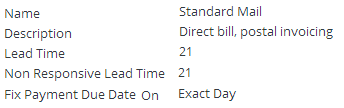 Name Standard Mail
Description Direct bill, postal invoicing
Lead Time 21
Non Responsive Lead Time 21
Fix Payment Due Date On Exact Day